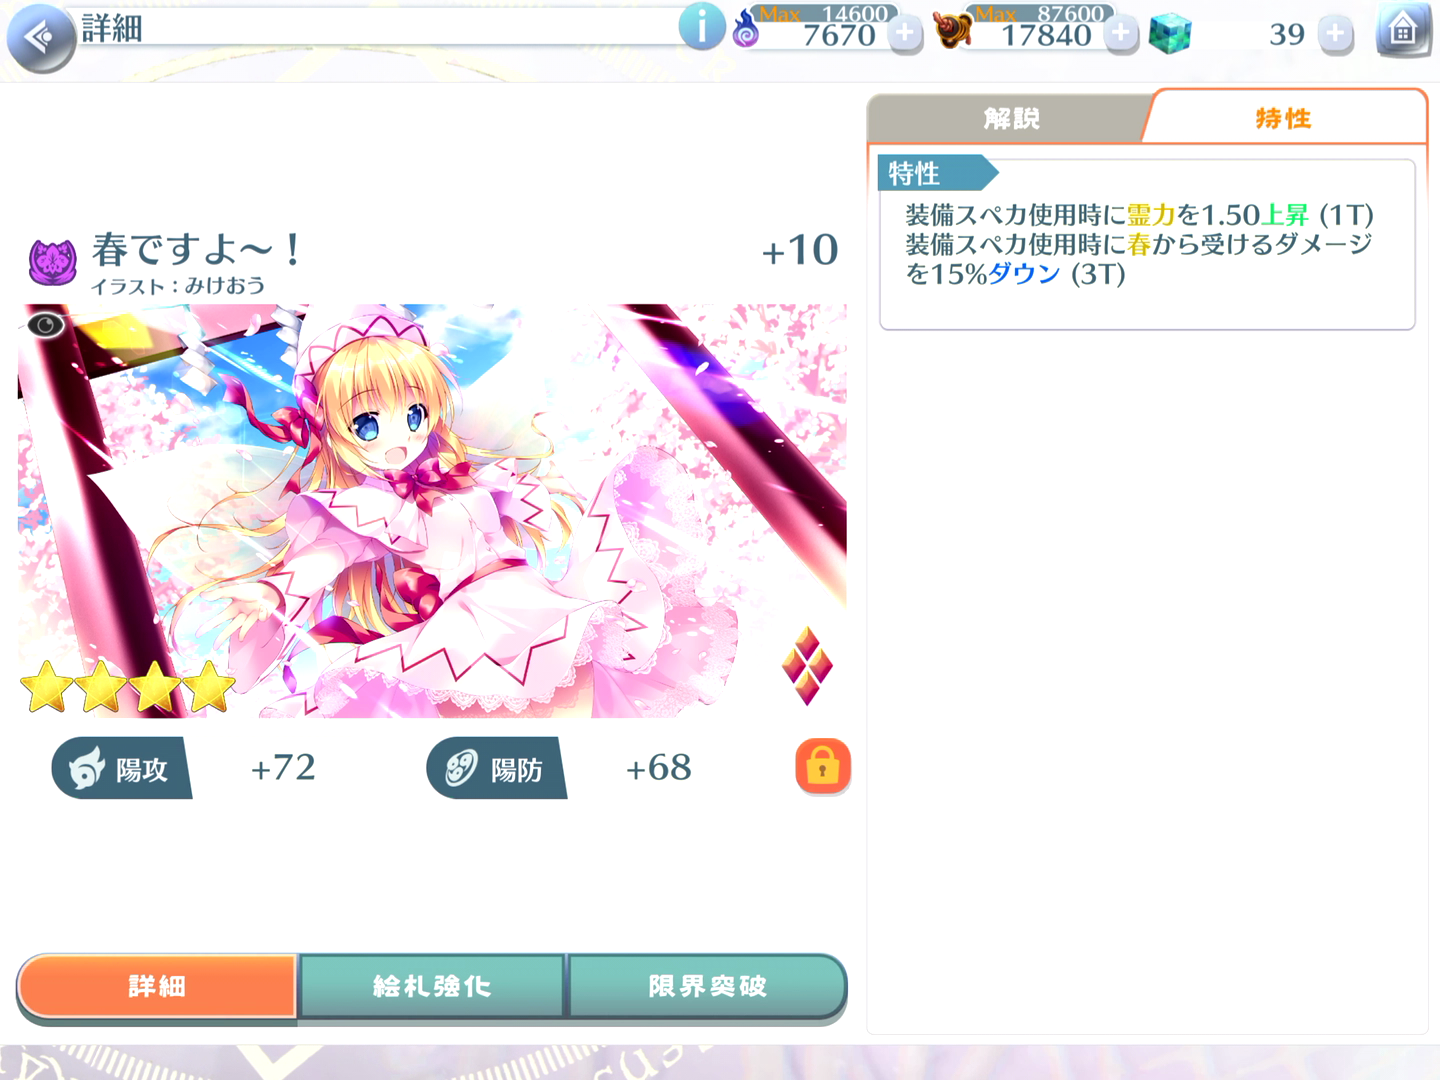 詳細
i
Max 14600
7670
Max 87600
17840
39
解説
特性
特性
装備スペカ使用時に霊力を1.50上昇 (1T)
装備スペカ使用時に春から受けるダメージ
を15%ダウン (3T)
春ですよ～！
イラスト：みけおう
+10
陽攻
+72
陽防
+68
詳細
絵札強化
限界突破